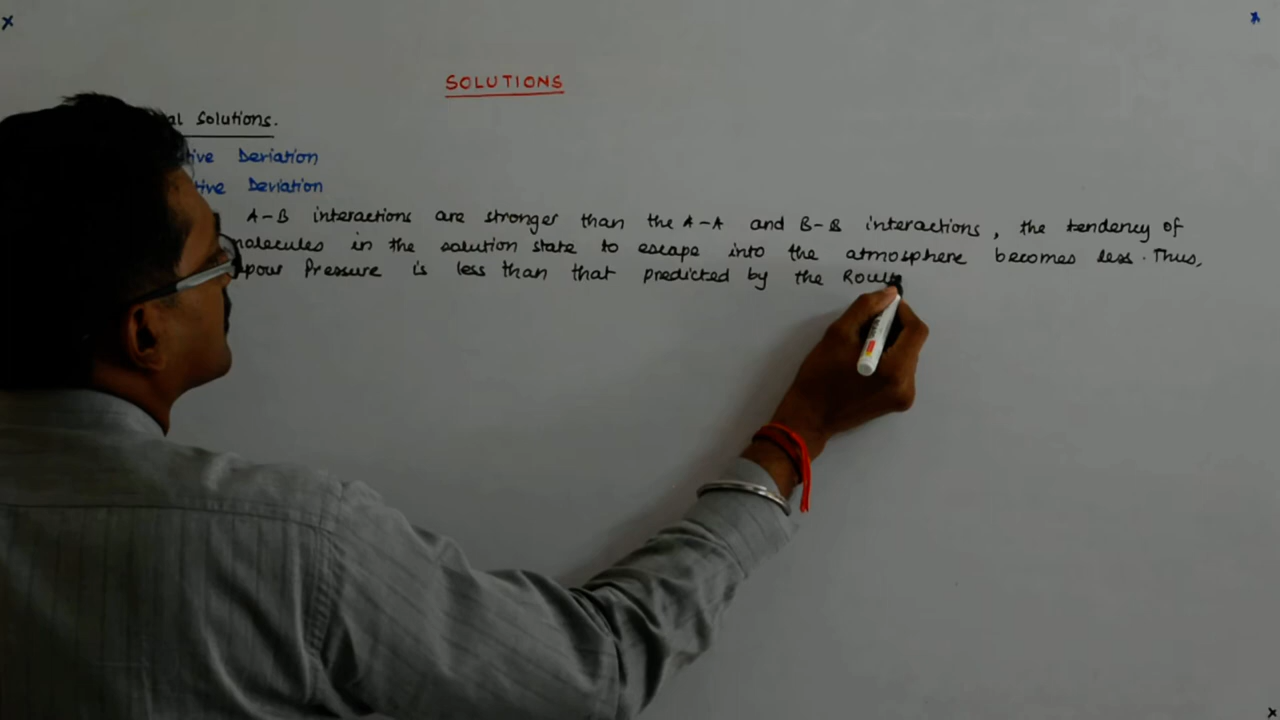 SOLUTIONS
al Solutions.
tive Deviation
tive Deviation
A-B interactions are stronger than the A-A and B-B interactions, the tendency of
molecules in the solution state to escape into the atmosphere becomes less. Thus,
pour Pressure is less than that predicted by the Roult